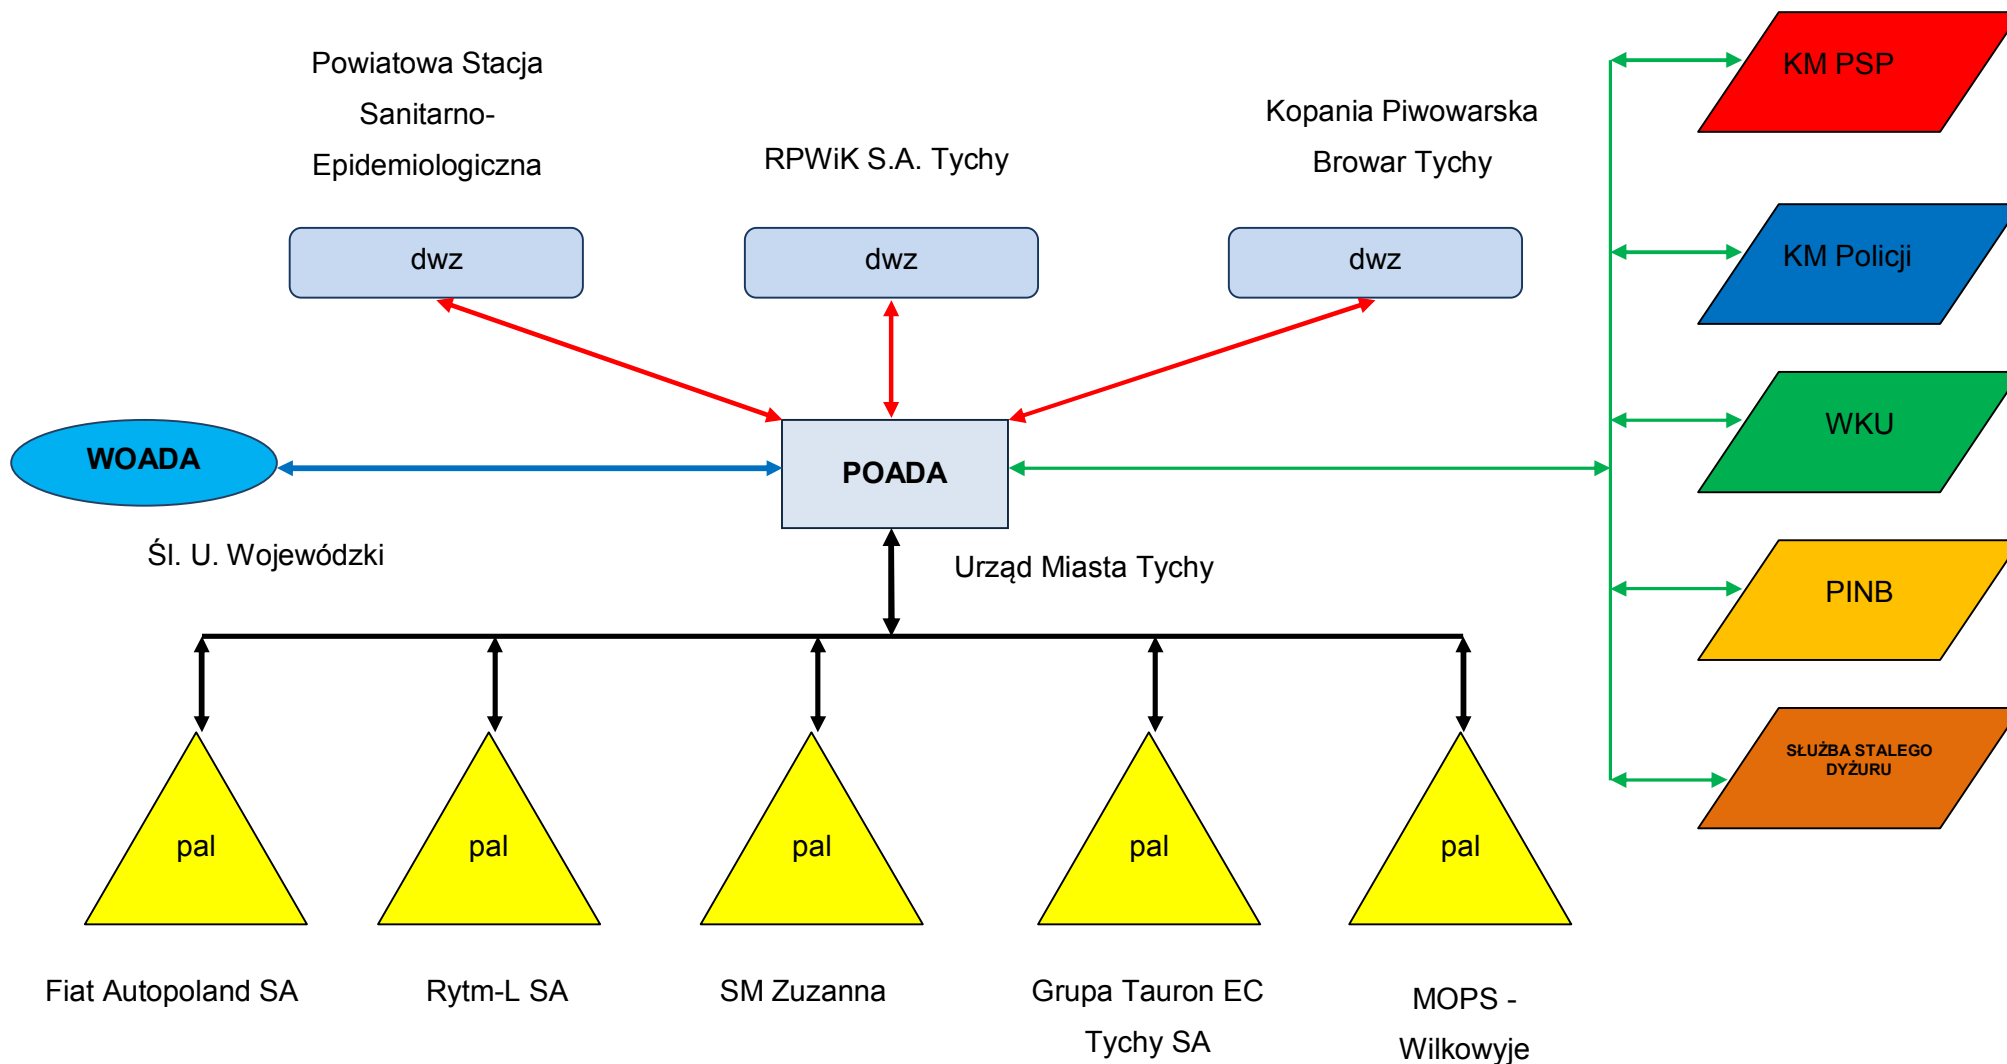 Powiatowa Stacja
Sanitarno-
Epidemiologiczna
RPWiK S.A. Tychy
Kopania Piwowarska
Browar Tychy
dwz
dwz
dwz
KM PSP
KM Policji
WKU
PINB
SŁUŻBA STALEGO
DYŻURU
WOADA
POADA
Śl. U. Wojewódzki
Urząd Miasta Tychy
pal
pal
pal
pal
pal
Fiat Autopoland SA
Rytm-L SA
SM Zuzanna
Grupa Tauron EC
Tychy SA
MOPS -
Wilkowyje